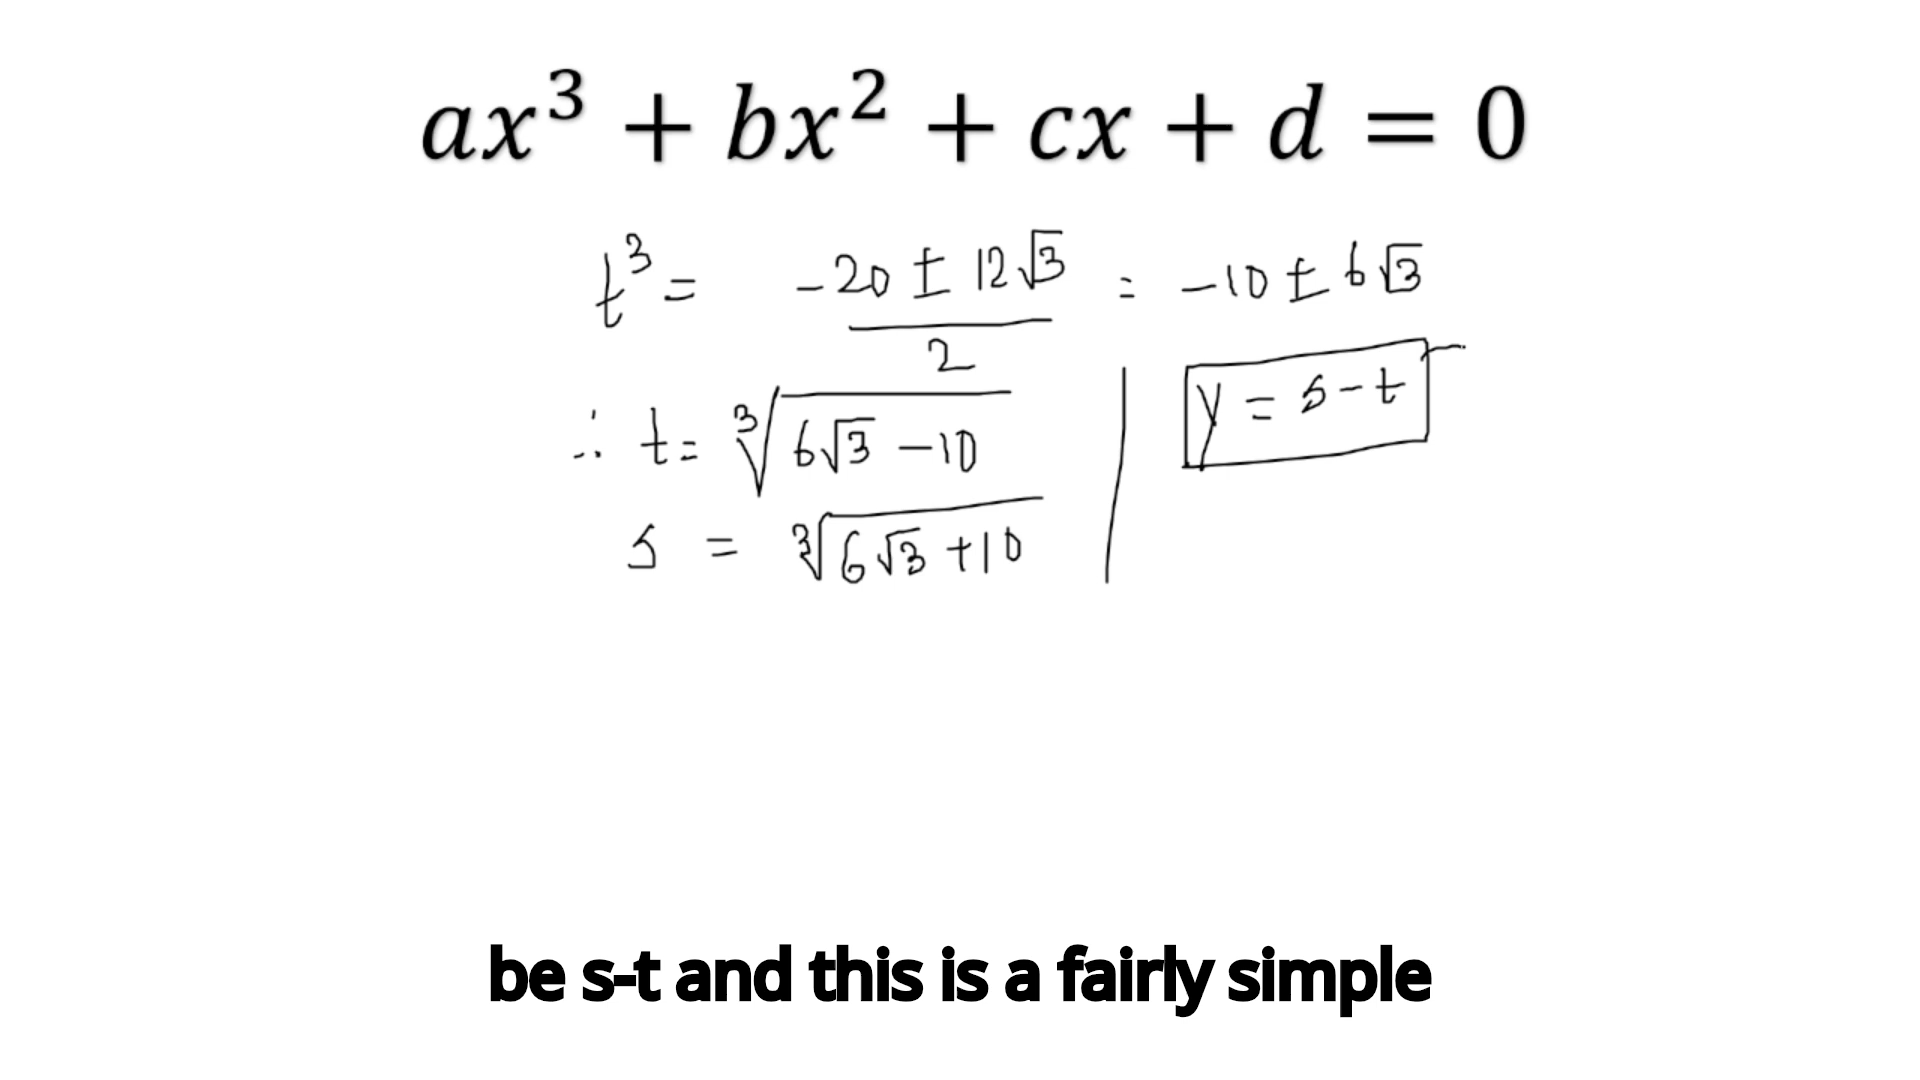 ax³ + bx² + cx + d = 0
t³ = (-20 ± 12√3)/2 = -10 ± 6√3
∴ t = ∛(6√3 - 10)
y = s - t
s = ∛(6√3 + 10)
be s-t and this is a fairly simple